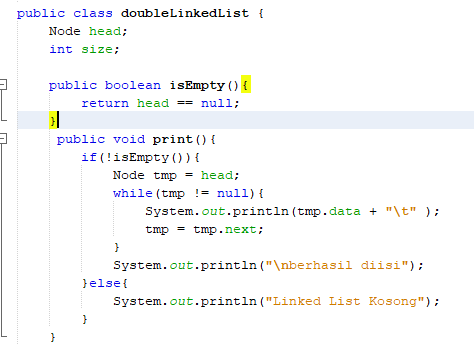 public class doubleLinkedList {
Node head;
int size;
public boolean isEmpty(){
return head == null;
}
public void print(){
if(!isEmpty()){
Node tmp = head;
while(tmp != null){
System.out.println(tmp.data + "\t" );
tmp = tmp.next;
}
System.out.println("\nberhasil diisi");
}else{
System.out.println("Linked List Kosong");
}
}